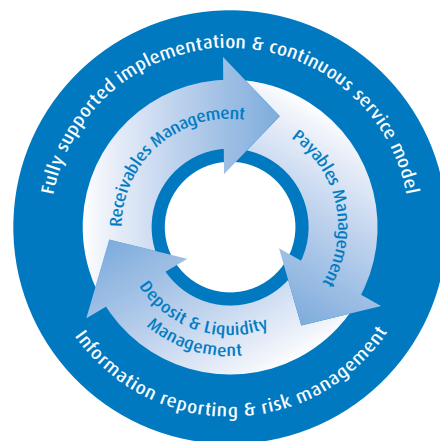 Fully supported implementation & continuous service model
Receivables Management
Payables Management
Deposit & Liquidity
Management
Information reporting & risk management